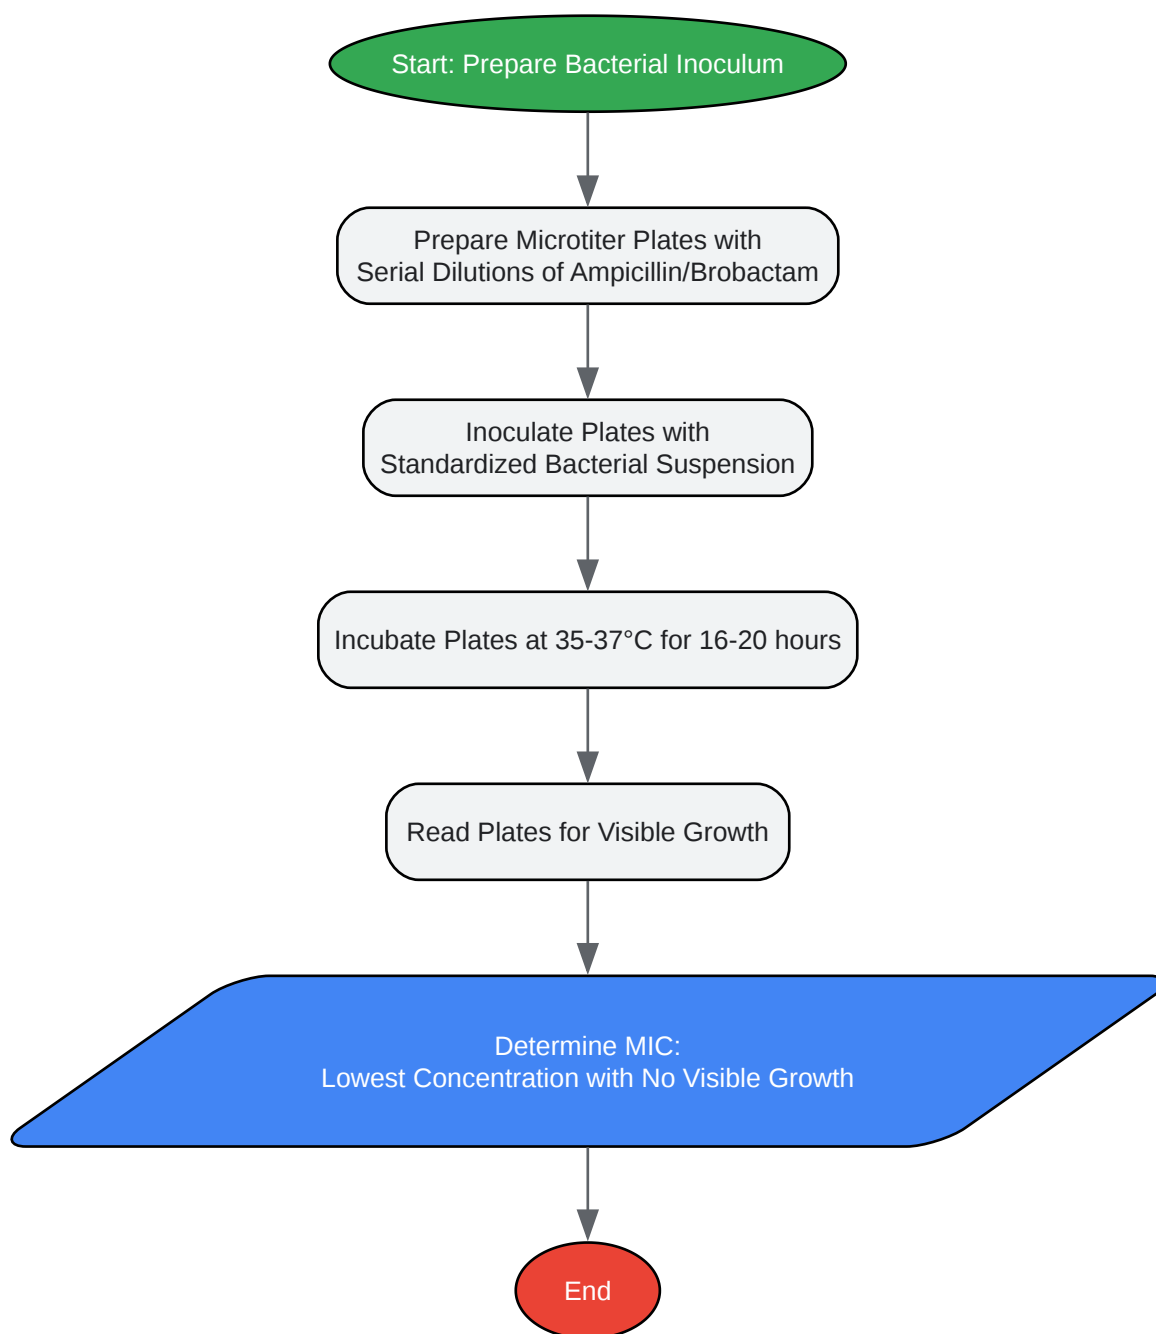 Start: Prepare Bacterial Inoculum
Prepare Microtiter Plates with
Serial Dilutions of Ampicillin/Brobactam
Inoculate Plates with
Standardized Bacterial Suspension
Incubate Plates at 35-37°C for 16-20 hours
Read Plates for Visible Growth
Determine MIC:
Lowest Concentration with No Visible Growth
End